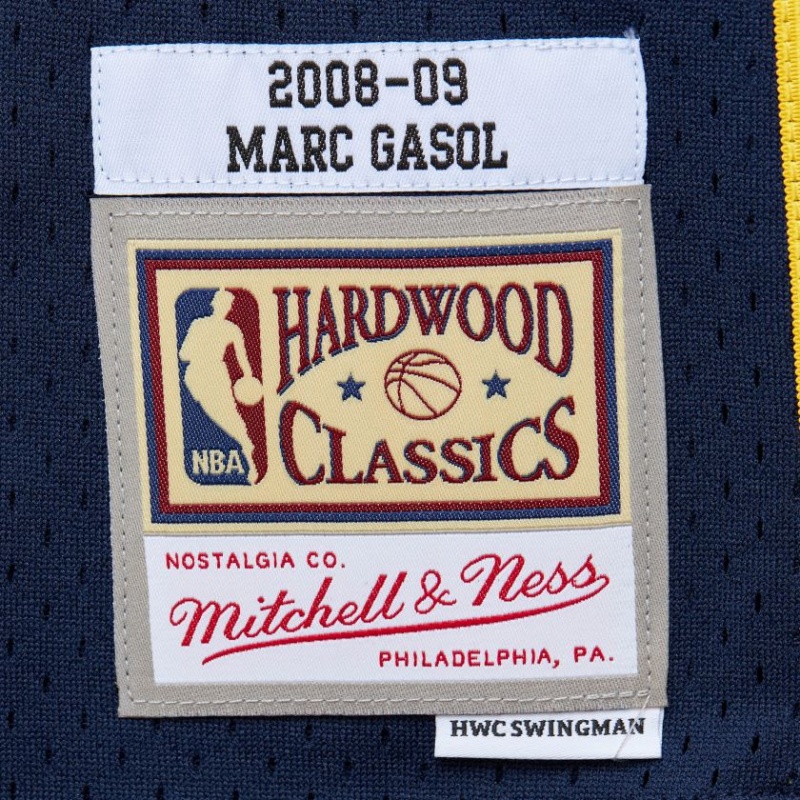 2008-09
MARC GASOL
HARDWOOD
CLASSICS
NBA
NOSTALGIA CO.
Mitchell & Ness
PHILADELPHIA, PA.
HWC SWINGMAN